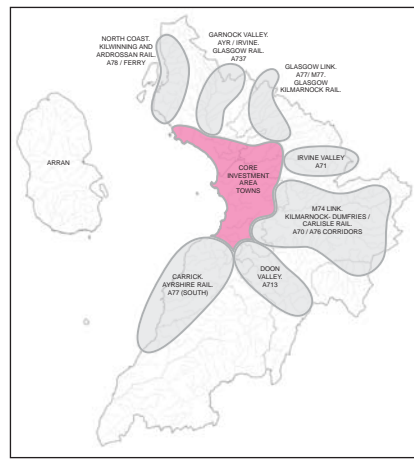 NORTH COAST.
KILWINNING AND
ARDROSSAN RAIL.
A78 / FERRY
GARNOCK VALLEY.
AYR / IRVINE.
GLASGOW RAIL.
A737
GLASGOW LINK.
A77/ M77.
GLASGOW
KILMARNOCK RAIL.
ARRAN
CORE
INVESTMENT
AREA
TOWNS
IRVINE VALLEY
A71
M74 LINK.
KILMARNOCK- DUMFRIES /
CARLISLE RAIL.
A70 / A76 CORRIDORS
CARRICK.
AYRSHIRE RAIL.
A77 (SOUTH)
DOON
VALLEY.
A713